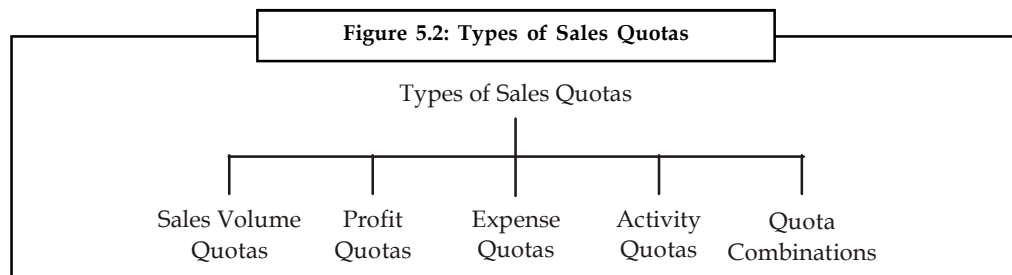 Figure 5.2: Types of Sales Quotas
Types of Sales Quotas
Sales Volume Quotas
Profit Quotas
Expense Quotas
Activity Quotas
Quota Combinations